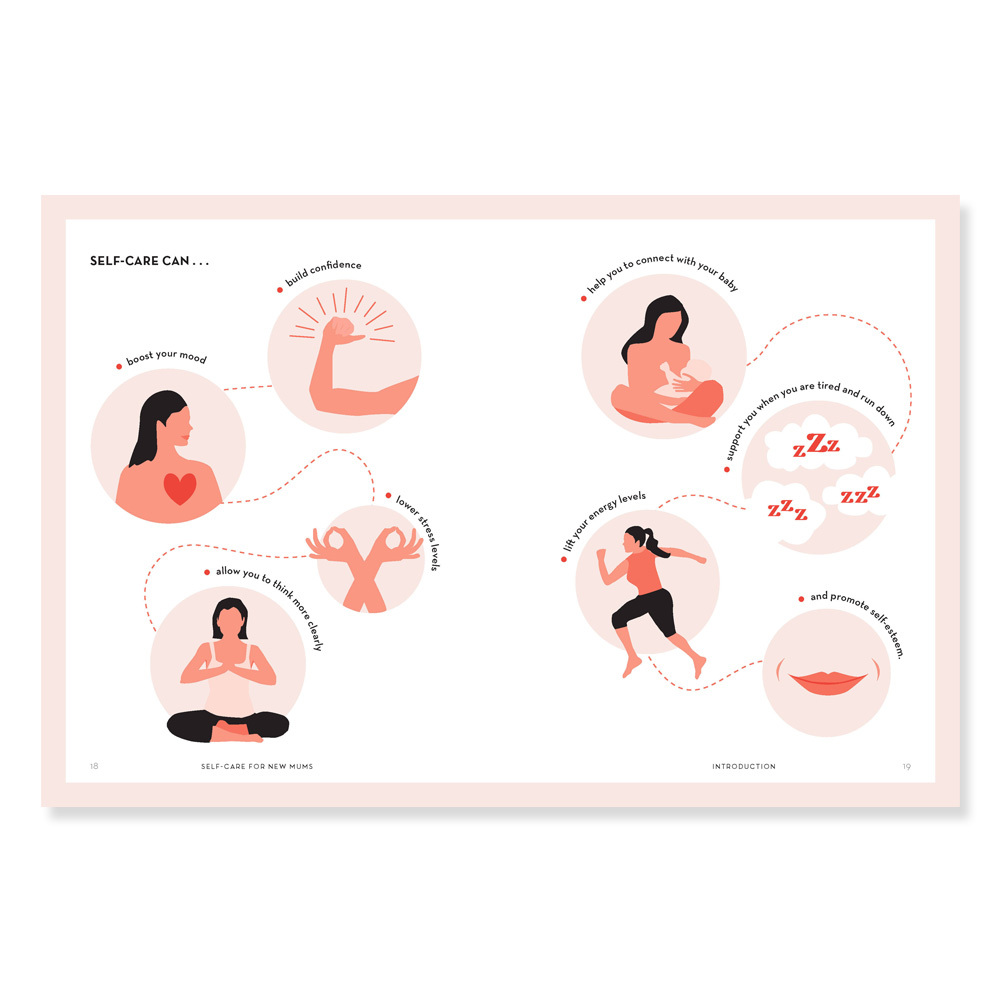 SELF-CARE CAN . . .
build confidence
boost your mood
lower stress levels
allow you to think more clearly
18
SELF-CARE FOR NEW MUMS
help you to connect with your baby
support you when you are tired and run down
zZz
zzz
zzz
lift your energy levels
and promote self-esteem.
INTRODUCTION
19